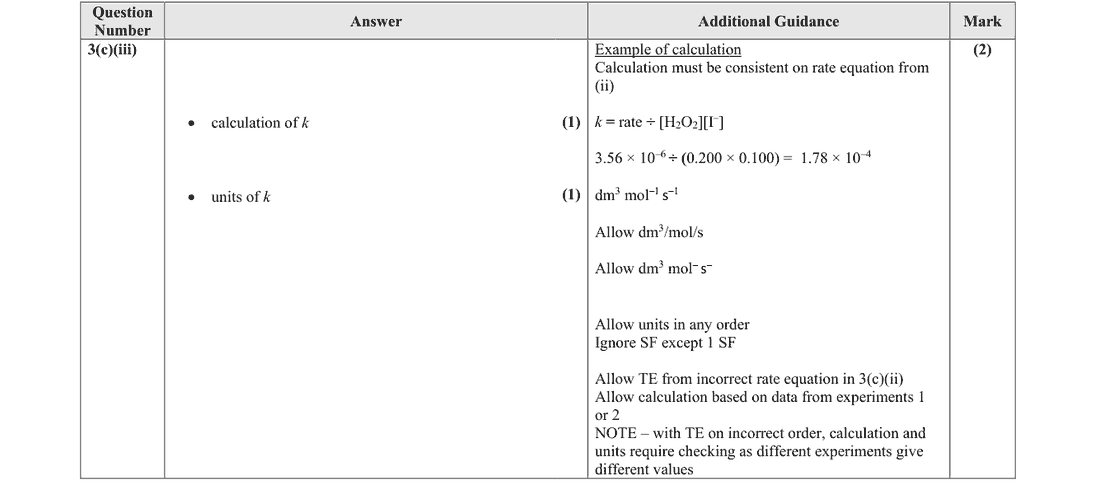 Question Number Answer Additional Guidance Mark
3(c)(iii) Example of calculation (2)
Calculation must be consistent on rate equation from
(ii)
• calculation of k (1) k = rate ÷ [H₂O₂][I⁻]
3.56 × 10⁻⁶ ÷ (0.200 × 0.100) = 1.78 × 10⁻⁴
• units of k (1) dm³ mol⁻¹ s⁻¹
Allow dm³/mol/s
Allow dm³ mol⁻ s⁻
Allow units in any order
Ignore SF except 1 SF
Allow TE from incorrect rate equation in 3(c)(ii)
Allow calculation based on data from experiments 1
or 2
NOTE – with TE on incorrect order, calculation and
units require checking as different experiments give
different values